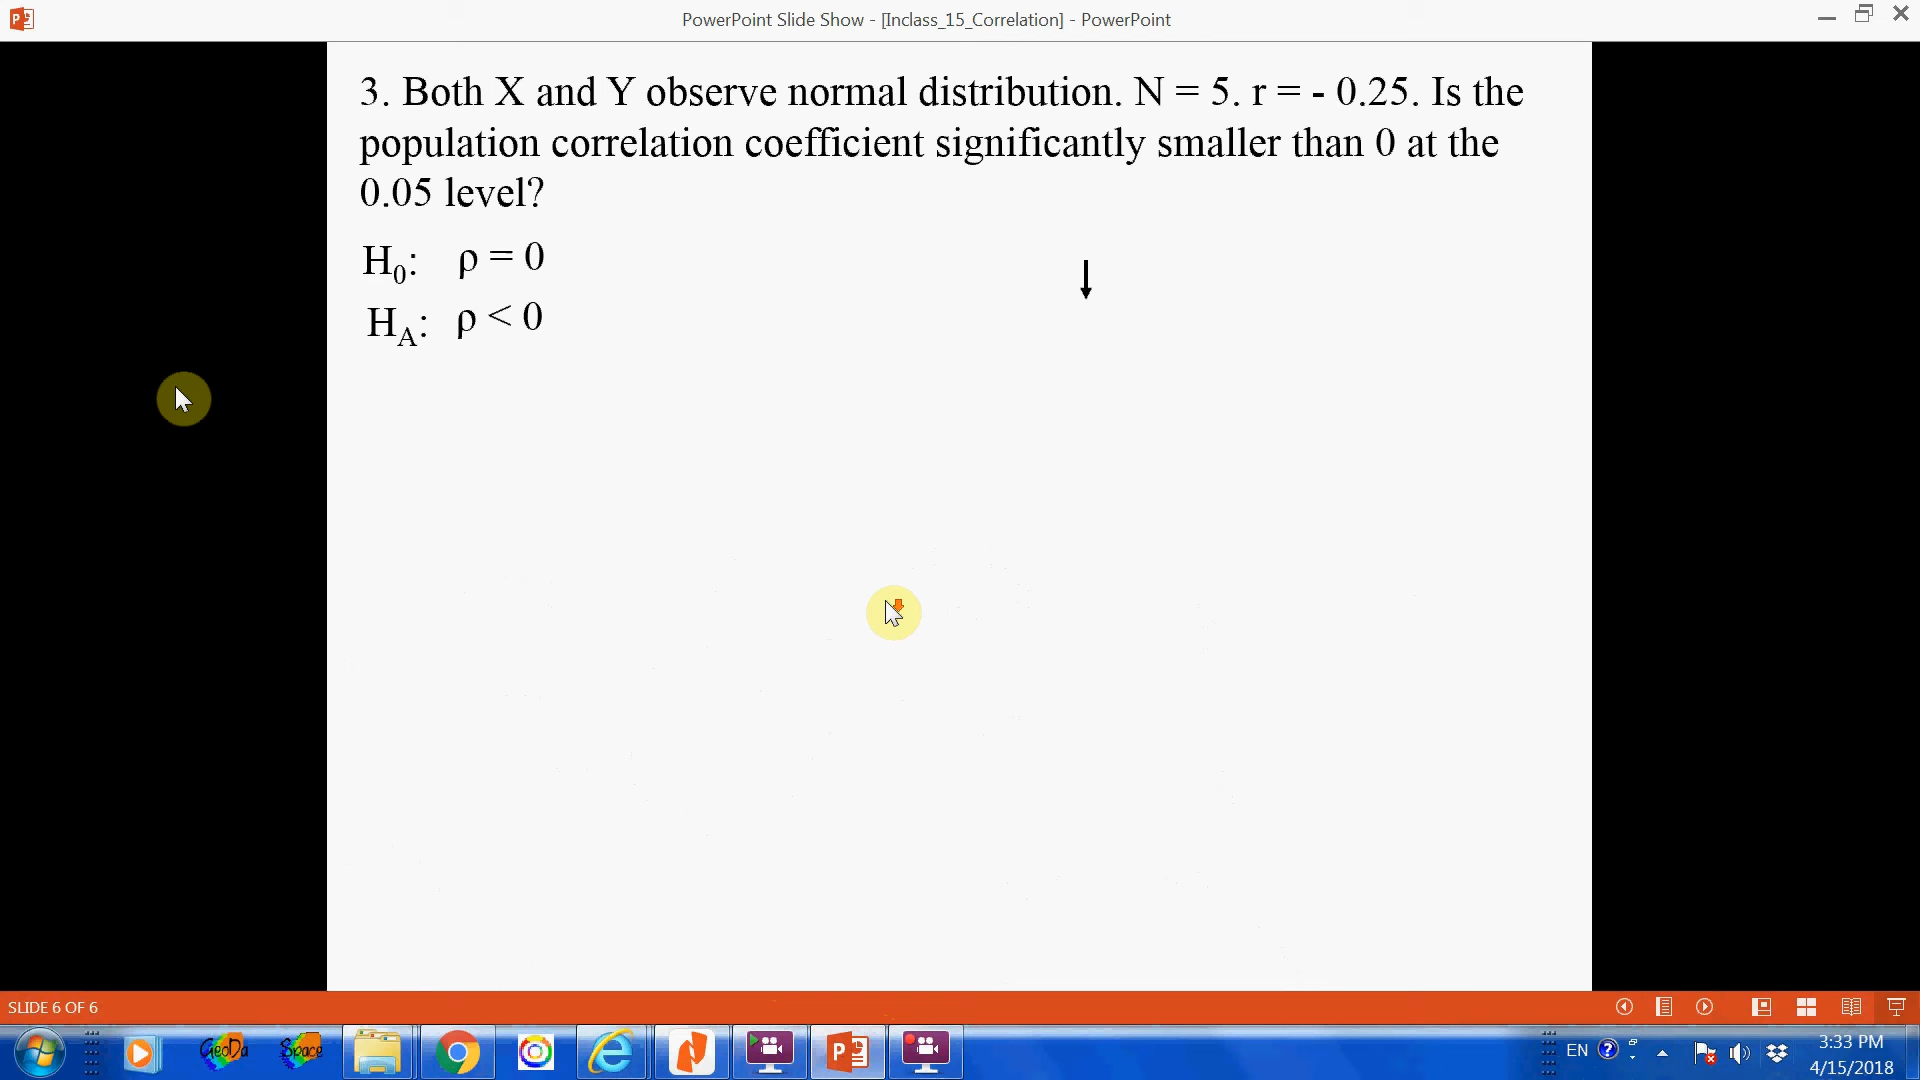 PowerPoint Slide Show - [Inclass_15_Correlation] - PowerPoint
3. Both X and Y observe normal distribution. N = 5. r = - 0.25. Is the
population correlation coefficient significantly smaller than 0 at the
0.05 level?
H0: ρ = 0
HA: ρ < 0
SLIDE 6 OF 6
GeoDa
Space
EN
3:33 PM
4/15/2018